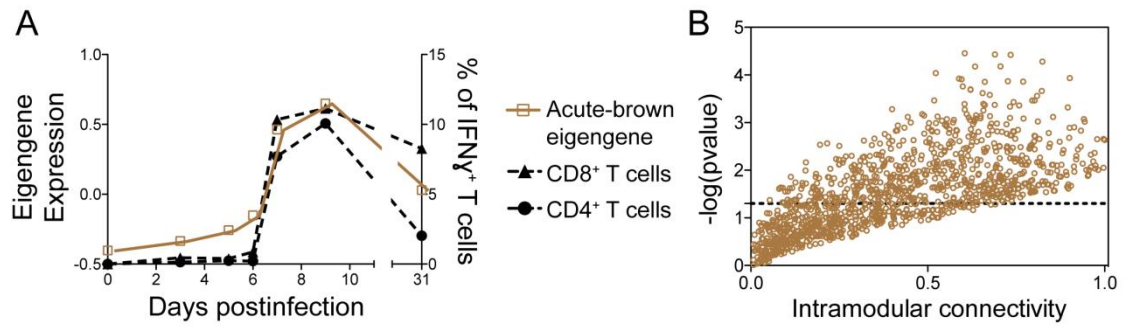 A
Eigengene
Expression
1.0
0.5
0.0
-0.5
0
2
4
6
8
10
31
Days postinfection
15
10
5
0
% of IFNɣ⁺ T cells
Acute-brown
eigengene
CD8⁺ T cells
CD4⁺ T cells
B
-log(pvalue)
5
4
3
2
1
0
0.0
0.5
1.0
Intramodular connectivity